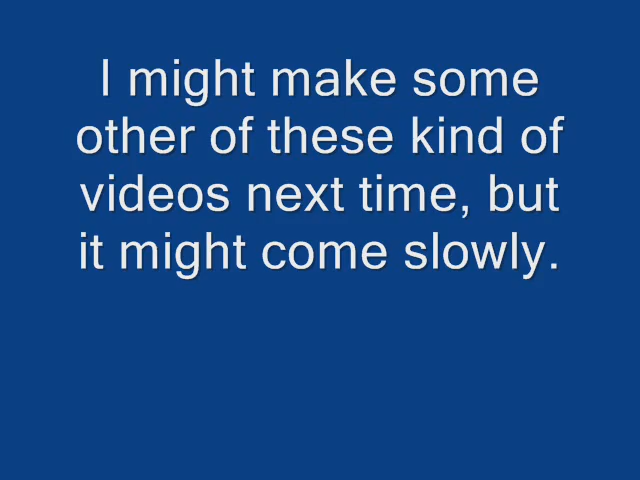 I might make some
other of these kind of
videos next time, but
it might come slowly.